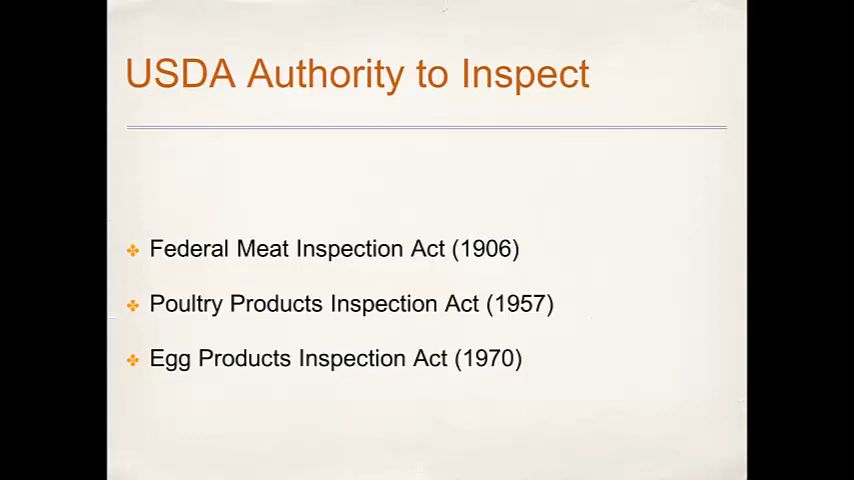 USDA Authority to Inspect
Federal Meat Inspection Act (1906)
Poultry Products Inspection Act (1957)
Egg Products Inspection Act (1970)